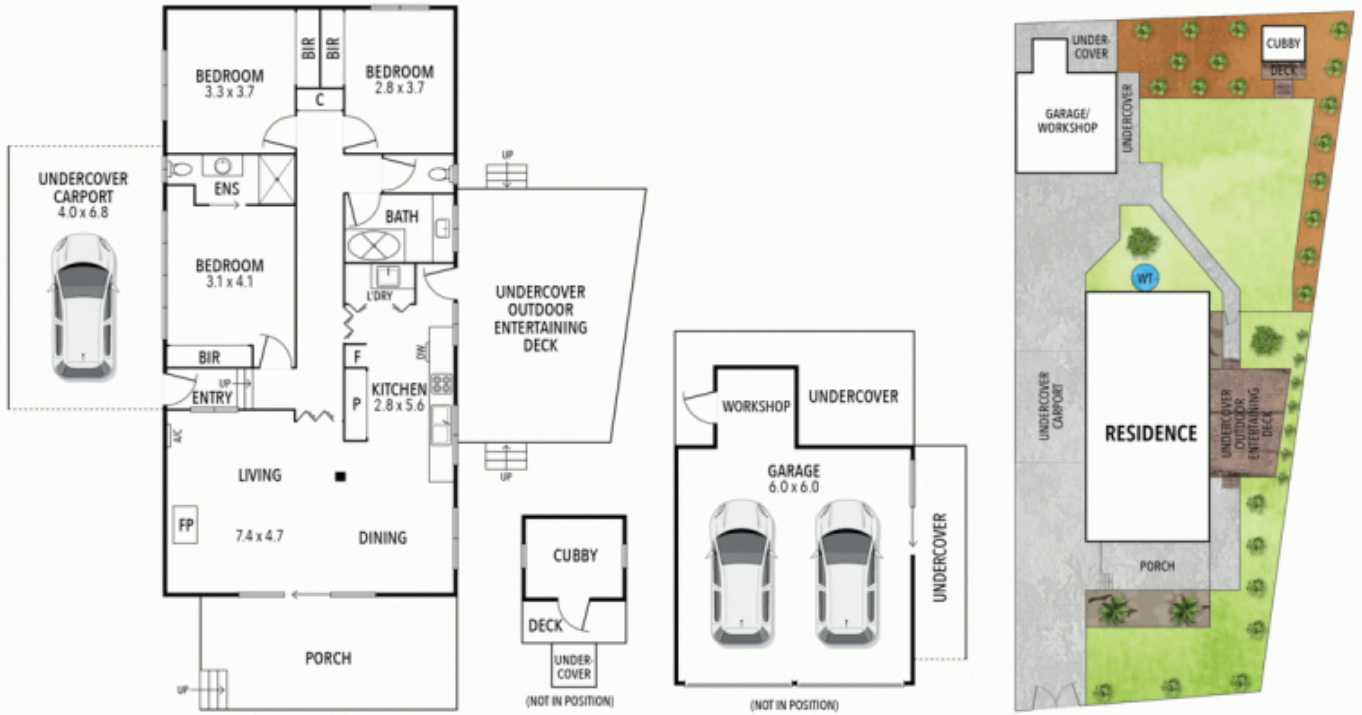 BEDROOM
3.3 x 3.7
BIR
BIR
BEDROOM
2.8 x 3.7
C
UNDERCOVER
CARPORT
4.0 x 6.8
ENS
BATH
UP
BEDROOM
3.1 x 4.1
L'DRY
UNDERCOVER
OUTDOOR
ENTERTAINING
DECK
BIR
UP
ENTRY
F
P
DW
KITCHEN
2.8 x 5.6
A/C
LIVING
FP
7.4 x 4.7
DINING
UP
PORCH
UP
CUBBY
DECK
UNDER-
COVER
(NOT IN POSITION)
WORKSHOP
UNDERCOVER
GARAGE
6.0 x 6.0
UNDERCOVER
(NOT IN POSITION)
UNDER-
COVER
CUBBY
DECK
GARAGE/
WORKSHOP
UNDERCOVER
WT
UNDERCOVER
CARPORT
RESIDENCE
UNDERCOVER
OUTDOOR
ENTERTAINING
DECK
PORCH